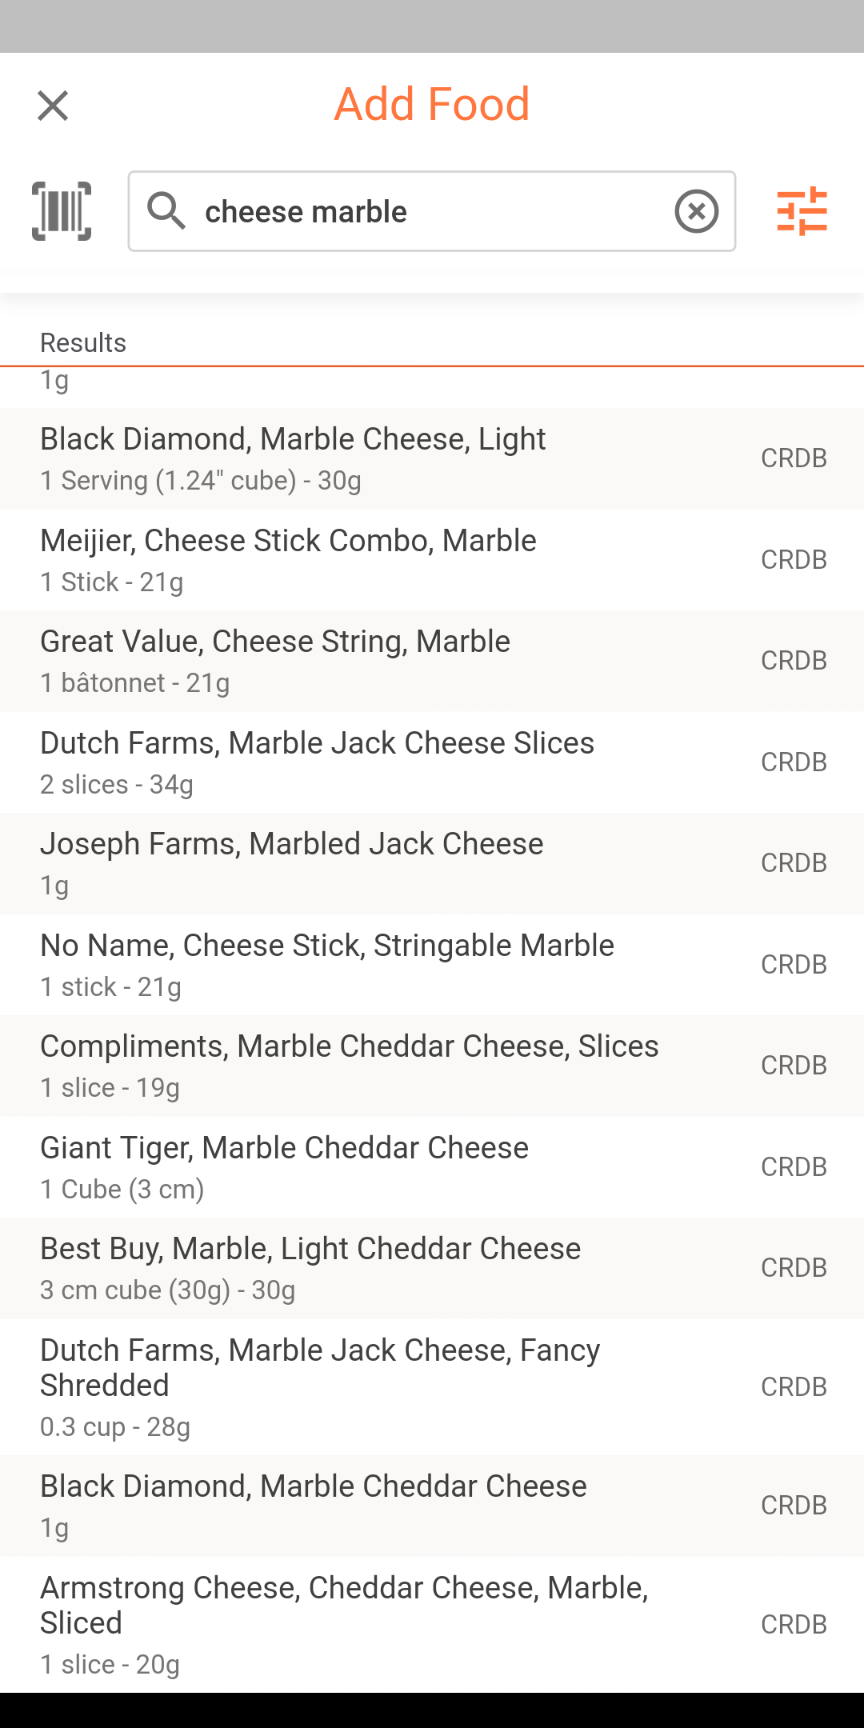 Add Food
cheese marble
Results
1g
Black Diamond, Marble Cheese, Light
1 Serving (1.24" cube) - 30g
CRDB
Meijier, Cheese Stick Combo, Marble
1 Stick - 21g
CRDB
Great Value, Cheese String, Marble
1 bâtonnet - 21g
CRDB
Dutch Farms, Marble Jack Cheese Slices
2 slices - 34g
CRDB
Joseph Farms, Marbled Jack Cheese
1g
CRDB
No Name, Cheese Stick, Stringable Marble
1 stick - 21g
CRDB
Compliments, Marble Cheddar Cheese, Slices
1 slice - 19g
CRDB
Giant Tiger, Marble Cheddar Cheese
1 Cube (3 cm)
CRDB
Best Buy, Marble, Light Cheddar Cheese
3 cm cube (30g) - 30g
CRDB
Dutch Farms, Marble Jack Cheese, Fancy
Shredded
0.3 cup - 28g
CRDB
Black Diamond, Marble Cheddar Cheese
1g
CRDB
Armstrong Cheese, Cheddar Cheese, Marble,
Sliced
1 slice - 20g
CRDB